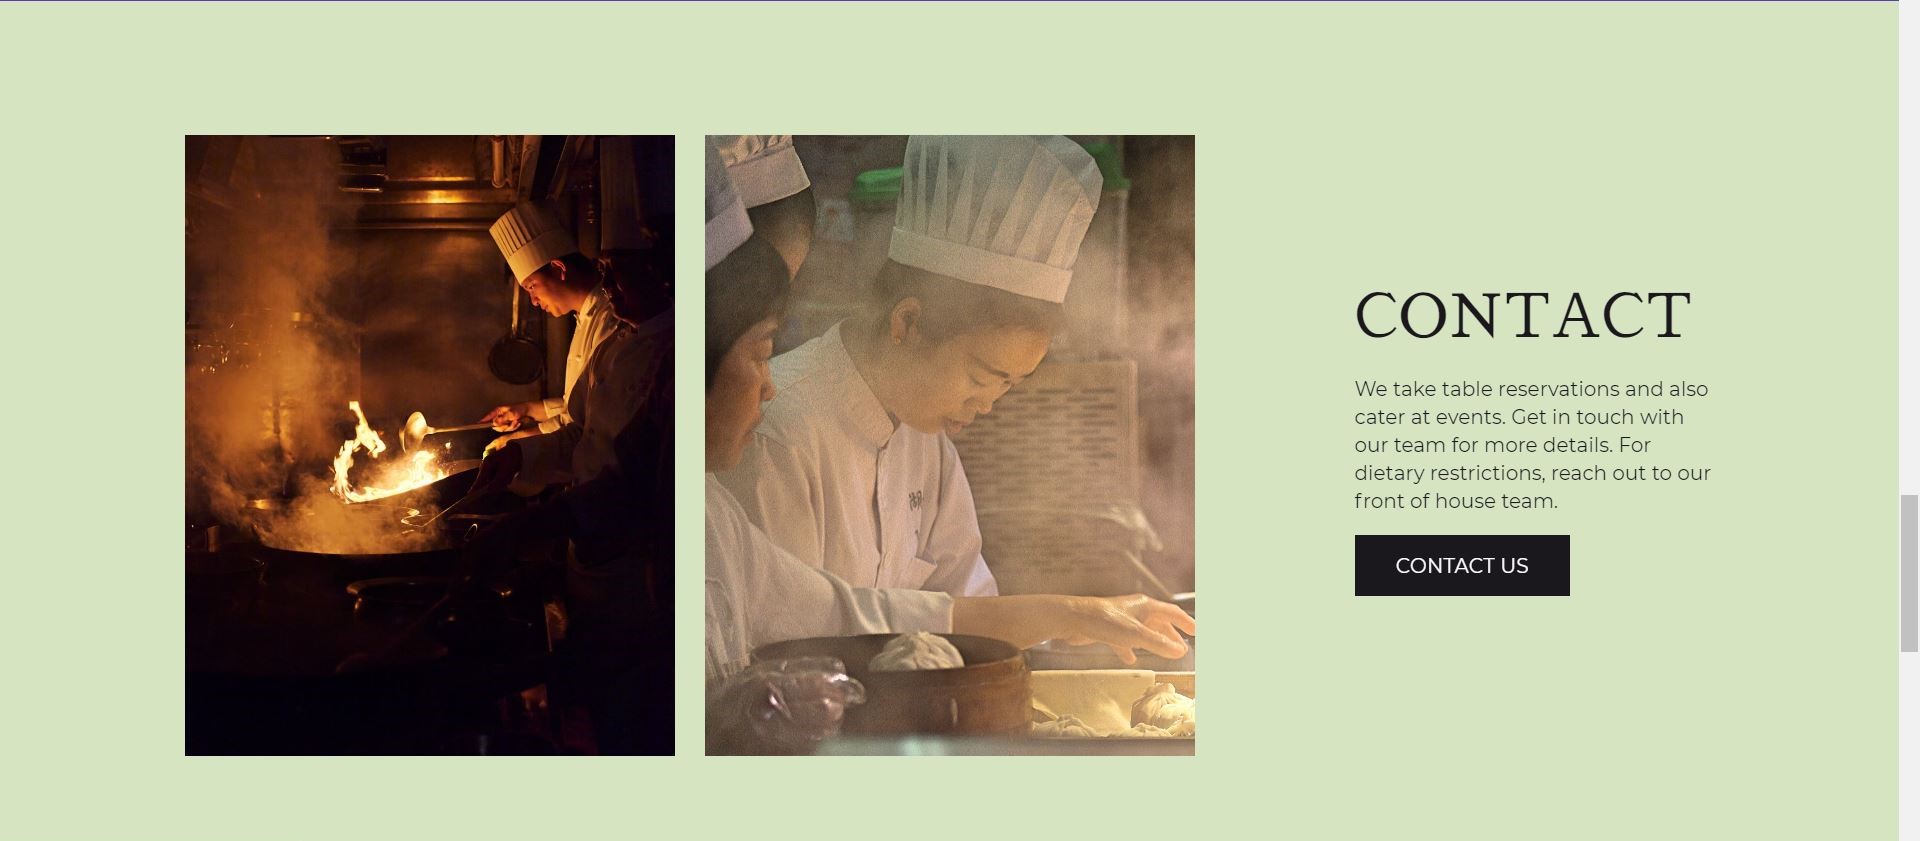 CONTACT
We take table reservations and also
cater at events. Get in touch with
our team for more details. For
dietary restrictions, reach out to our
front of house team.
CONTACT US